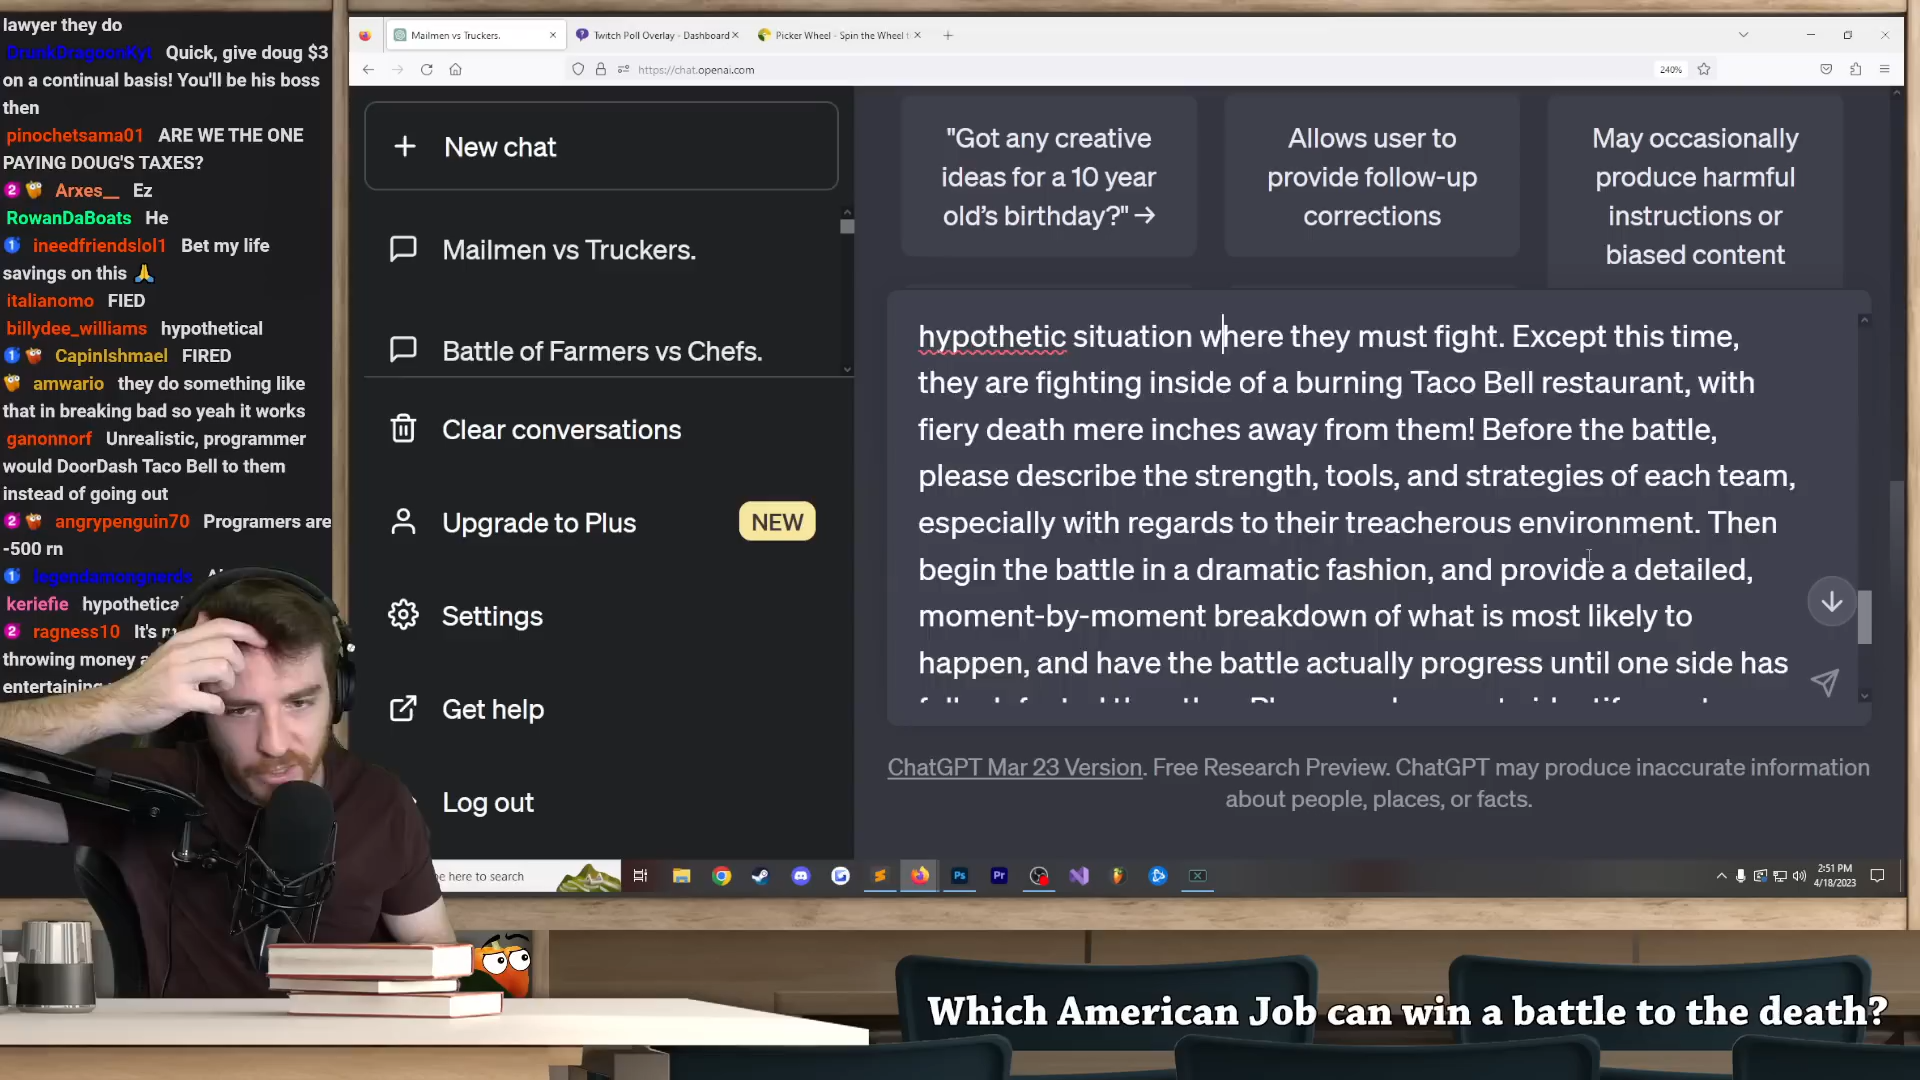 lawyer they do
DrunkDragoonKyt Quick, give doug $3
on a continual basis! You'll be his boss
then
pinochetsama01 ARE WE THE ONE
PAYING DOUG'S TAXES?
2 Arxes__ Ez
RowanDaBoats He
1 ineedfriendslol1 Bet my life
savings on this
italianomo FIED
billydee_williams hypothetical
1 CapinIshmael FIRED
amwario they do something like
that in breaking bad so yeah it works
ganonnorf Unrealistic, programmer
would DoorDash Taco Bell to them
instead of going out
2 angrypenguin70 Programers are
-500 rn
1 legendamongnerds
keriefie hypothetica
2 ragness10 It's
throwing money
entertaining
Mailmen vs Truckers.
Twitch Poll Overlay - Dashboard
Picker Wheel - Spin the Wheel
https://chat.openai.com
240%
New chat
Mailmen vs Truckers.
Battle of Farmers vs Chefs.
Clear conversations
Upgrade to Plus NEW
Settings
Get help
Log out
"Got any creative
ideas for a 10 year
old's birthday?" →
Allows user to
provide follow-up
corrections
May occasionally
produce harmful
instructions or
biased content
hypothetic situation where they must fight. Except this time,
they are fighting inside of a burning Taco Bell restaurant, with
fiery death mere inches away from them! Before the battle,
please describe the strength, tools, and strategies of each team,
especially with regards to their treacherous environment. Then
begin the battle in a dramatic fashion, and provide a detailed,
moment-by-moment breakdown of what is most likely to
happen, and have the battle actually progress until one side has
ChatGPT Mar 23 Version. Free Research Preview. ChatGPT may produce inaccurate information
about people, places, or facts.
here to search
Ps
Pr
2:51 PM
4/18/2023
Which American Job can win a battle to the death?